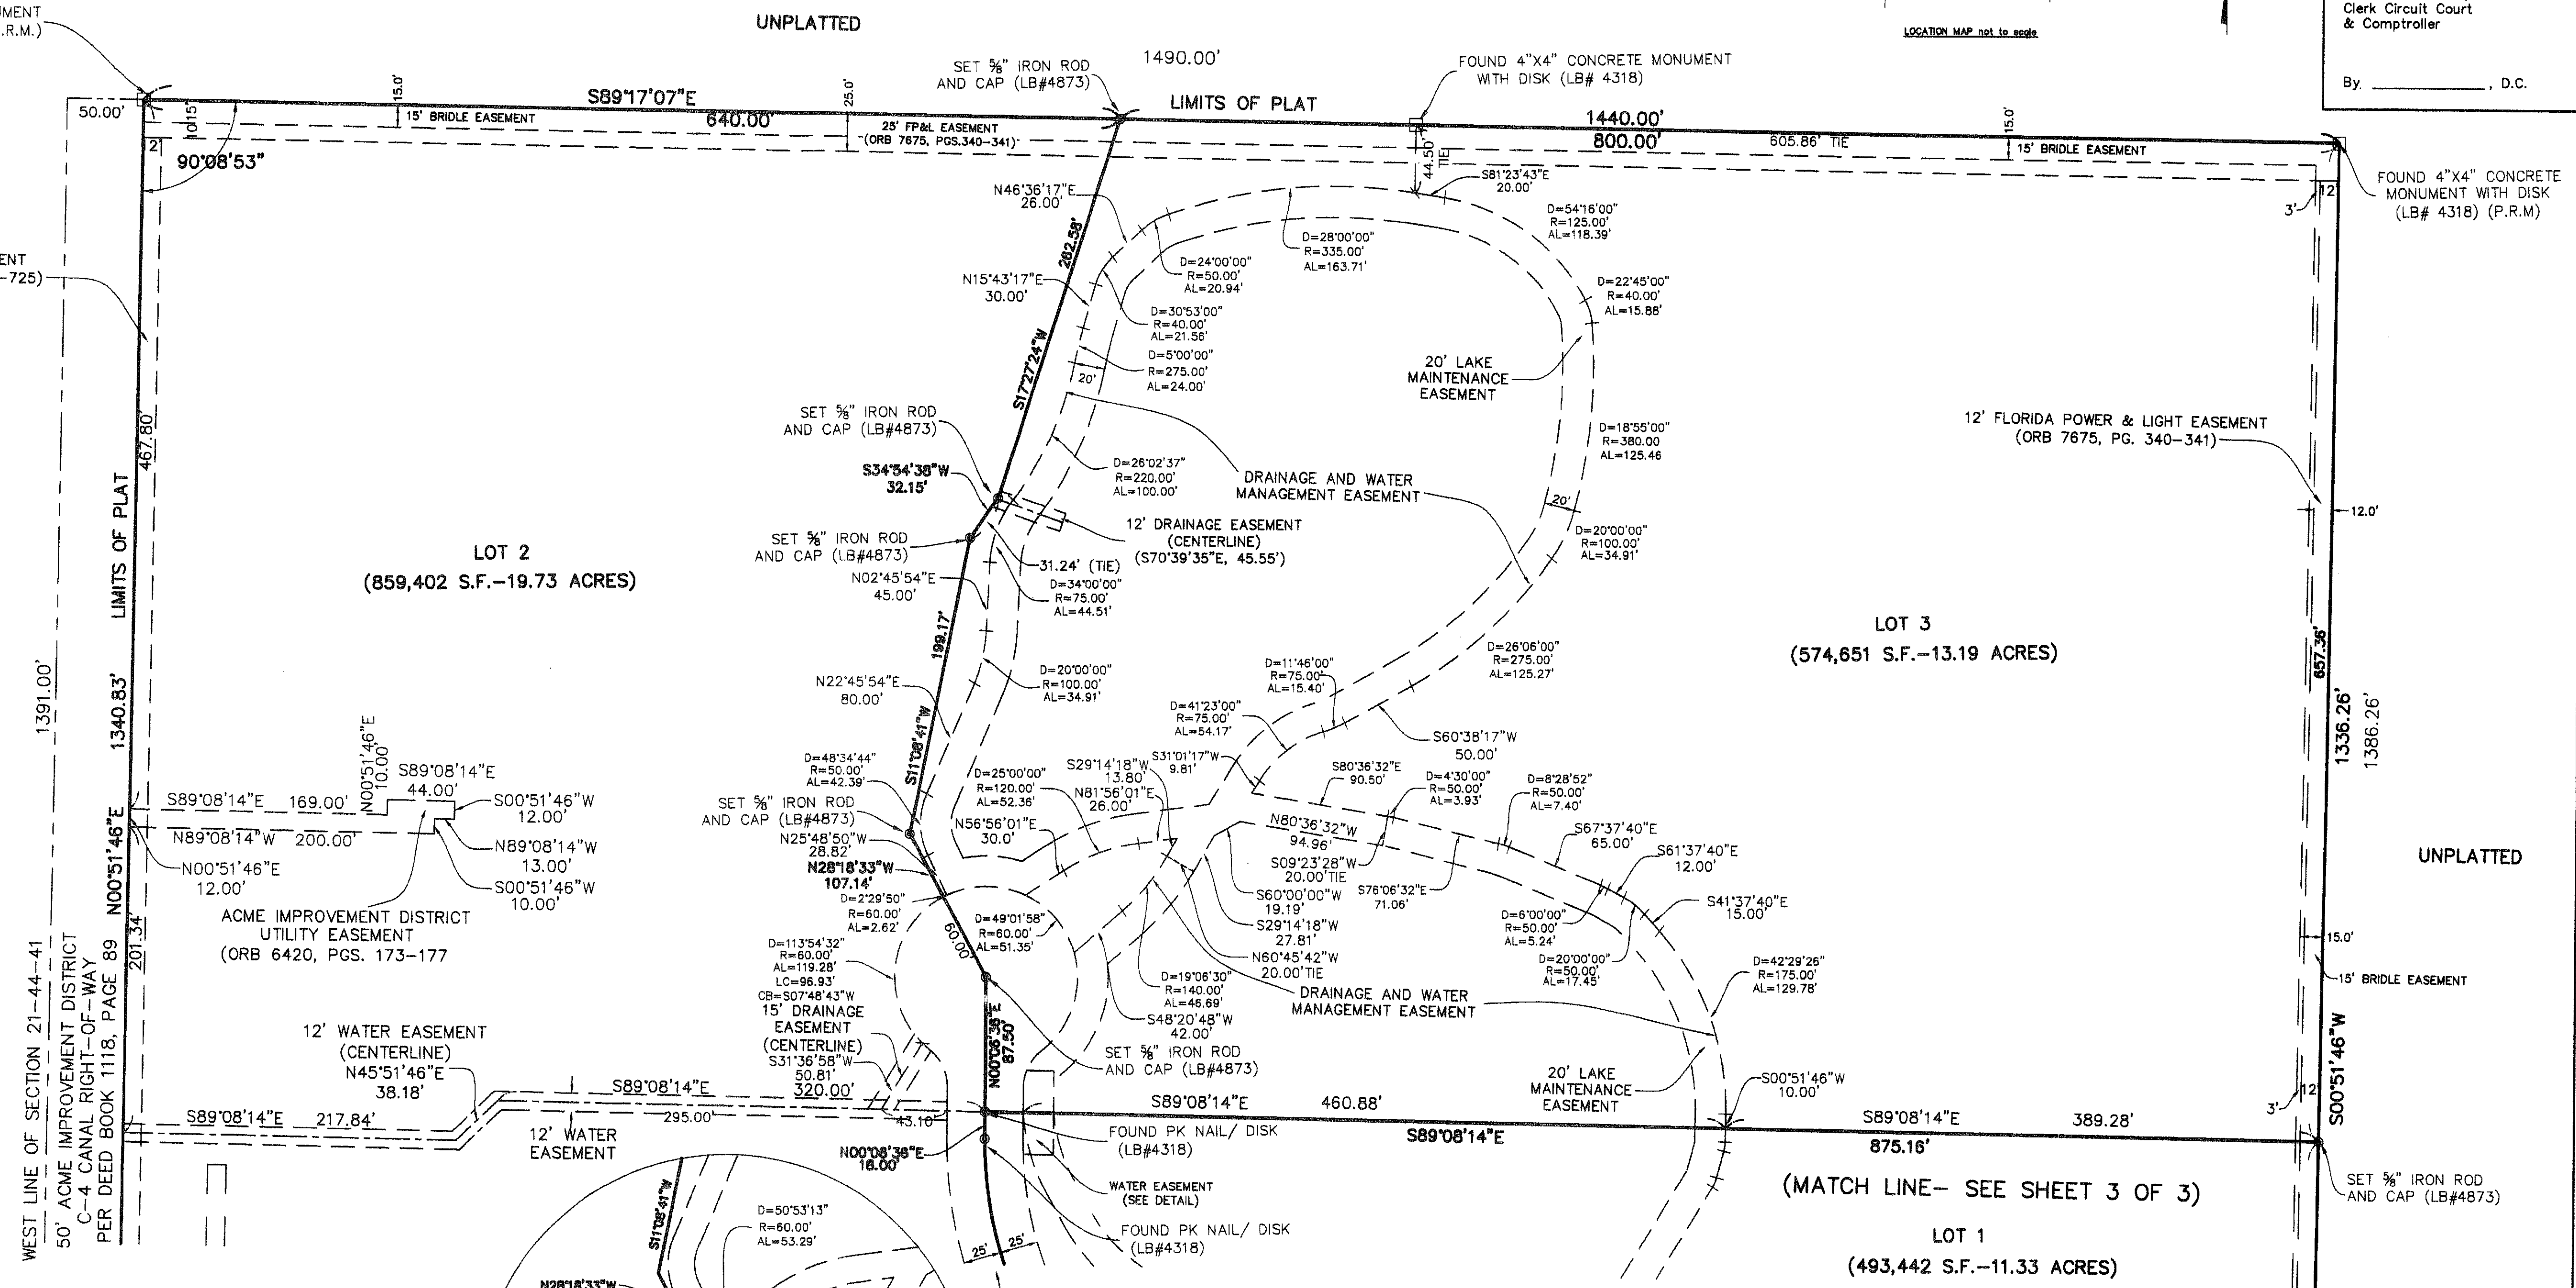 UMENT
.R.M.)
UNPLATTED
LOCATION MAP not to scale
Clerk Circuit Court
& Comptroller
By ____________, D.C.
1490.00'
SET ⅝" IRON ROD
AND CAP (LB#4873)
FOUND 4"X4" CONCRETE MONUMENT
WITH DISK (LB# 4318)
50.00'
10.15'
15.0'
S89°17'07"E
25.0'
LIMITS OF PLAT
1440.00'
15' BRIDLE EASEMENT
640.00'
25' FP&L EASEMENT
(ORB 7675, PGS.340-341)
800.00'
605.86' TIE
15.0'
15' BRIDLE EASEMENT
44.50'
TIE
12'
90°08'53"
12'
3'
FOUND 4"X4" CONCRETE
MONUMENT WITH DISK
(LB# 4318) (P.R.M)
ENT
-725)
N46°36'17"E
26.00'
S81°23'43"E
20.00'
D=54°16'00"
R=125.00'
AL=118.39'
D=28°00'00"
R=335.00'
AL=163.71'
D=24°00'00"
R=50.00'
AL=20.94'
262.58'
S17°27'24"W
N15°43'17"E
30.00'
D=22°45'00"
R=40.00'
AL=15.88'
D=30°53'00"
R=40.00'
AL=21.56'
D=5°00'00"
R=275.00'
AL=24.00'
20'
20' LAKE
MAINTENANCE
EASEMENT
SET ⅝" IRON ROD
AND CAP (LB#4873)
12' FLORIDA POWER & LIGHT EASEMENT
(ORB 7675, PG. 340-341)
D=18°55'00"
R=380.00
AL=125.46
467.80'
LIMITS OF PLAT
S34°54'38"W
32.15'
D=26°02'37"
R=220.00'
AL=100.00'
DRAINAGE AND WATER
MANAGEMENT EASEMENT
20'
12.0'
12' DRAINAGE EASEMENT
(CENTERLINE)
(S70°39'35"E, 45.55')
D=20°00'00"
R=100.00'
AL=34.91'
SET ⅝" IRON ROD
AND CAP (LB#4873)
LOT 2
(859,402 S.F.-19.73 ACRES)
31.24' (TIE)
N02°45'54"E
45.00'
D=34°00'00"
R=75.00'
AL=44.51'
199.17'
S11°08'41"W
LOT 3
(574,651 S.F.-13.19 ACRES)
657.36'
1336.26'
1386.26'
1391.00'
1340.83'
N22°45'54"E
80.00'
D=20°00'00"
R=100.00'
AL=34.91'
D=11°46'00"
R=75.00'
AL=15.40'
D=26°06'00"
R=275.00'
AL=125.27'
D=41°23'00"
R=75.00'
AL=54.17'
S60°38'17"W
50.00'
N00°51'46"E
10.00'
S89°08'14"E
44.00'
S89°08'14"E 169.00'
S00°51'46"W
12.00'
N89°08'14"W 200.00'
N89°08'14"W
13.00'
N00°51'46"E
12.00'
S00°51'46"W
10.00'
D=48°34'44"
R=50.00'
AL=42.39'
SET ⅝" IRON ROD
AND CAP (LB#4873)
D=25°00'00"
R=120.00'
AL=52.36'
S29°14'18"W
13.80'
S31°01'17"W
9.81'
N81°56'01"E
26.00'
S80°36'32"E
90.50'
D=4°30'00"
R=50.00'
AL=3.93'
D=8°28'52"
R=50.00'
AL=7.40'
N25°48'50"W
28.82'
N56°56'01"E
30.0'
N80°36'32"W
94.96'
S67°37'40"E
65.00'
UNPLATTED
N28°18'33"W
107.14'
S09°23'28"W
20.00'TIE
S61°37'40"E
12.00'
S76°06'32"E
71.06'
S60°00'00"W
19.19'
S41°37'40"E
15.00'
D=2°29'50"
R=60.00'
AL=2.62'
D=49°01'58"
R=60.00'
AL=51.35'
60.00'
S29°14'18"W
27.81'
D=6°00'00"
R=50.00'
AL=5.24'
ACME IMPROVEMENT DISTRICT
UTILITY EASEMENT
(ORB 6420, PGS. 173-177
N00°51'46"E
201.34'
D=113°54'32"
R=60.00'
AL=119.28'
LC=96.93'
CB=S07°48'43"W
N60°45'42"W
20.00'TIE
D=19°06'30"
R=140.00'
AL=46.69'
D=20°00'00"
R=50.00'
AL=17.45'
D=42°29'26"
R=175.00'
AL=129.78'
15.0'
15' BRIDLE EASEMENT
DRAINAGE AND WATER
MANAGEMENT EASEMENT
S48°20'48"W
42.00'
WEST LINE OF SECTION 21-44-41
50' ACME IMPROVEMENT DISTRICT
C-4 CANAL RIGHT-OF-WAY
PER DEED BOOK 1118, PAGE 89
12' WATER EASEMENT
(CENTERLINE)
N45°51'46"E
38.18'
15' DRAINAGE
EASEMENT
(CENTERLINE)
S31°36'58"W
50.81'
N00°06'36"E
87.50'
SET ⅝" IRON ROD
AND CAP (LB#4873)
20' LAKE
MAINTENANCE
EASEMENT
S00°51'46"W
10.00'
S00°51'46"W
12'
3'
S89°08'14"E 320.00'
295.00'
43.10'
S89°08'14"E 217.84'
12' WATER
EASEMENT
S89°08'14"E 460.88'
S89°08'14"E 389.28'
S89°08'14"E
875.16'
FOUND PK NAIL/ DISK
(LB#4318)
N00°06'36"E
16.00'
WATER EASEMENT
(SEE DETAIL)
(MATCH LINE- SEE SHEET 3 OF 3)
SET ⅝" IRON ROD
AND CAP (LB#4873)
S11°08'41"W
D=50°53'13"
R=60.00'
AL=53.29'
FOUND PK NAIL/ DISK
(LB#4318)
25' 25'
LOT 1
(493,442 S.F.-11.33 ACRES)
N28°18'33"W